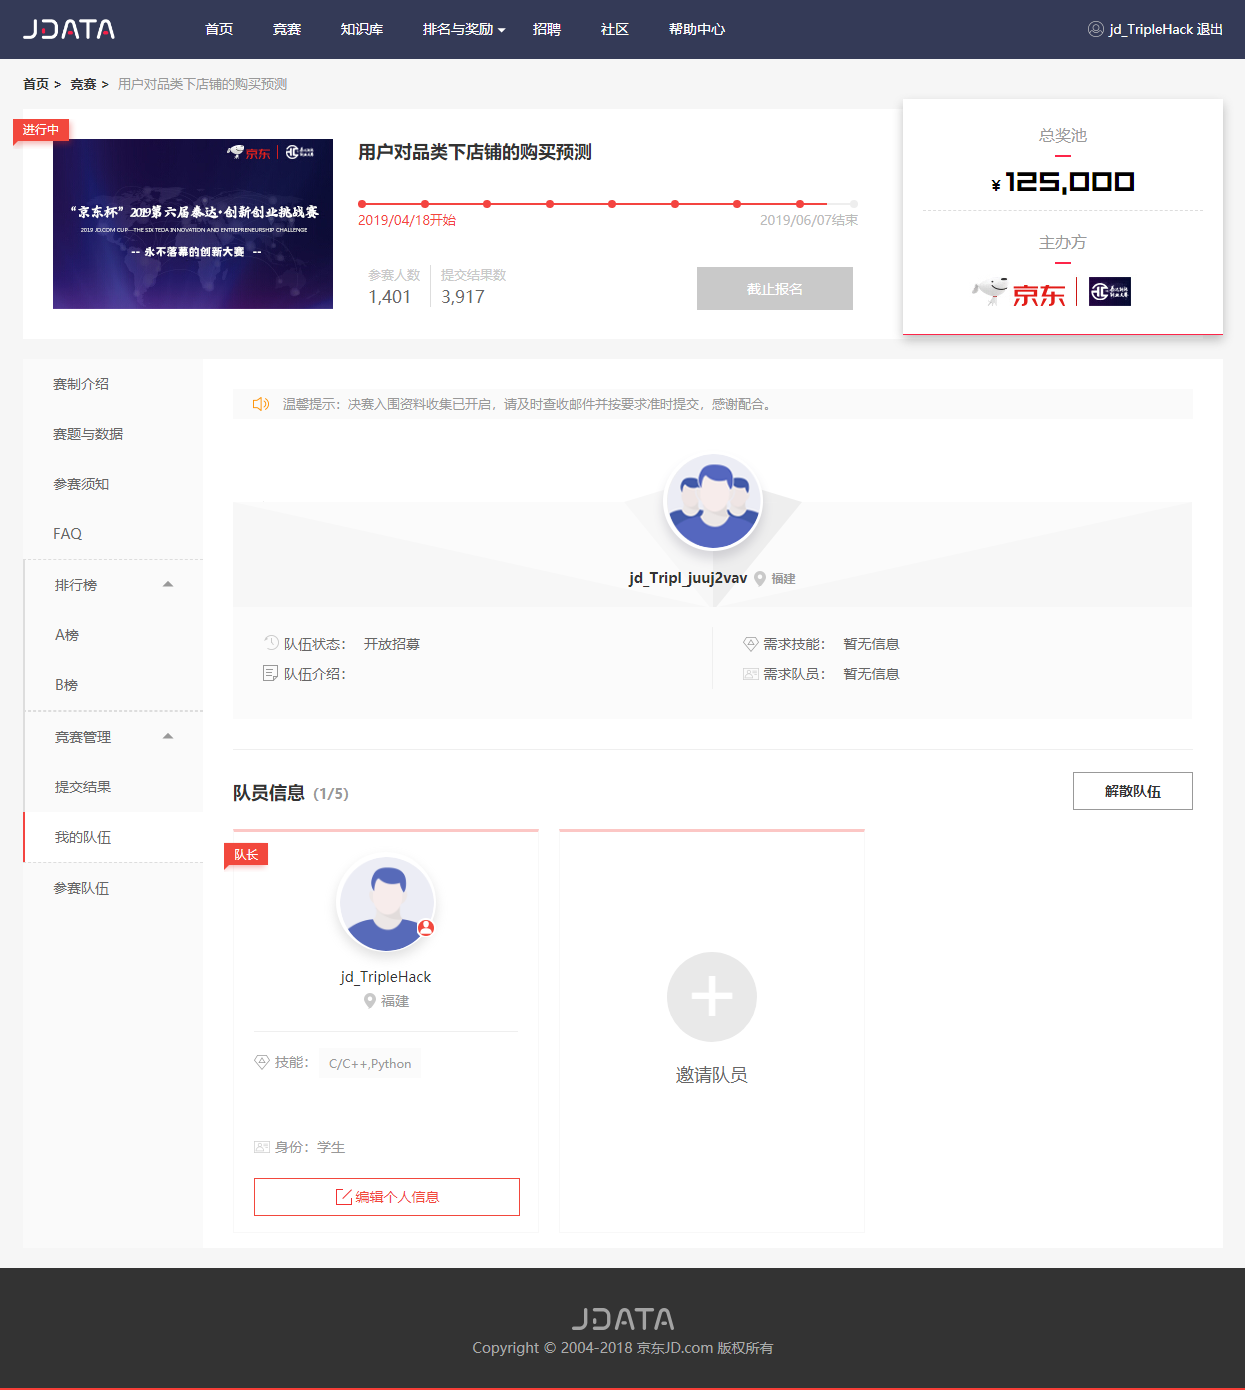 JDATA
首页 竞赛 知识库 排名与奖励 招聘 社区 帮助中心
jd_TripleHack 退出
首页 > 竞赛 > 用户对品类下店铺的购买预测
进行中
京东
“京东杯”2019第六届泰达·创新创业挑战赛
2019 JD.COM CUP—THE SIX TEDA INNOVATION AND ENTREPRENEURSHIP CHALLENGE
-- 永不落幕的创新大赛 --
用户对品类下店铺的购买预测
2019/04/18开始
2019/06/07结束
参赛人数 提交结果数
1,401 3,917
截止报名
总奖池
¥125,000
主办方
京东
赛制介绍
赛题与数据
参赛须知
FAQ
排行榜
A榜
B榜
竞赛管理
提交结果
我的队伍
参赛队伍
温馨提示：决赛入围资料收集已开启，请及时查收邮件并按要求准时提交，感谢配合。
jd_Tripl_juuj2vav 福建
队伍状态： 开放招募
队伍介绍：
需求技能： 暂无信息
需求队员： 暂无信息
队员信息 (1/5)
解散队伍
队长
jd_TripleHack
福建
技能： C/C++,Python
身份：学生
编辑个人信息
邀请队员
JDATA
Copyright © 2004-2018 京东JD.com 版权所有